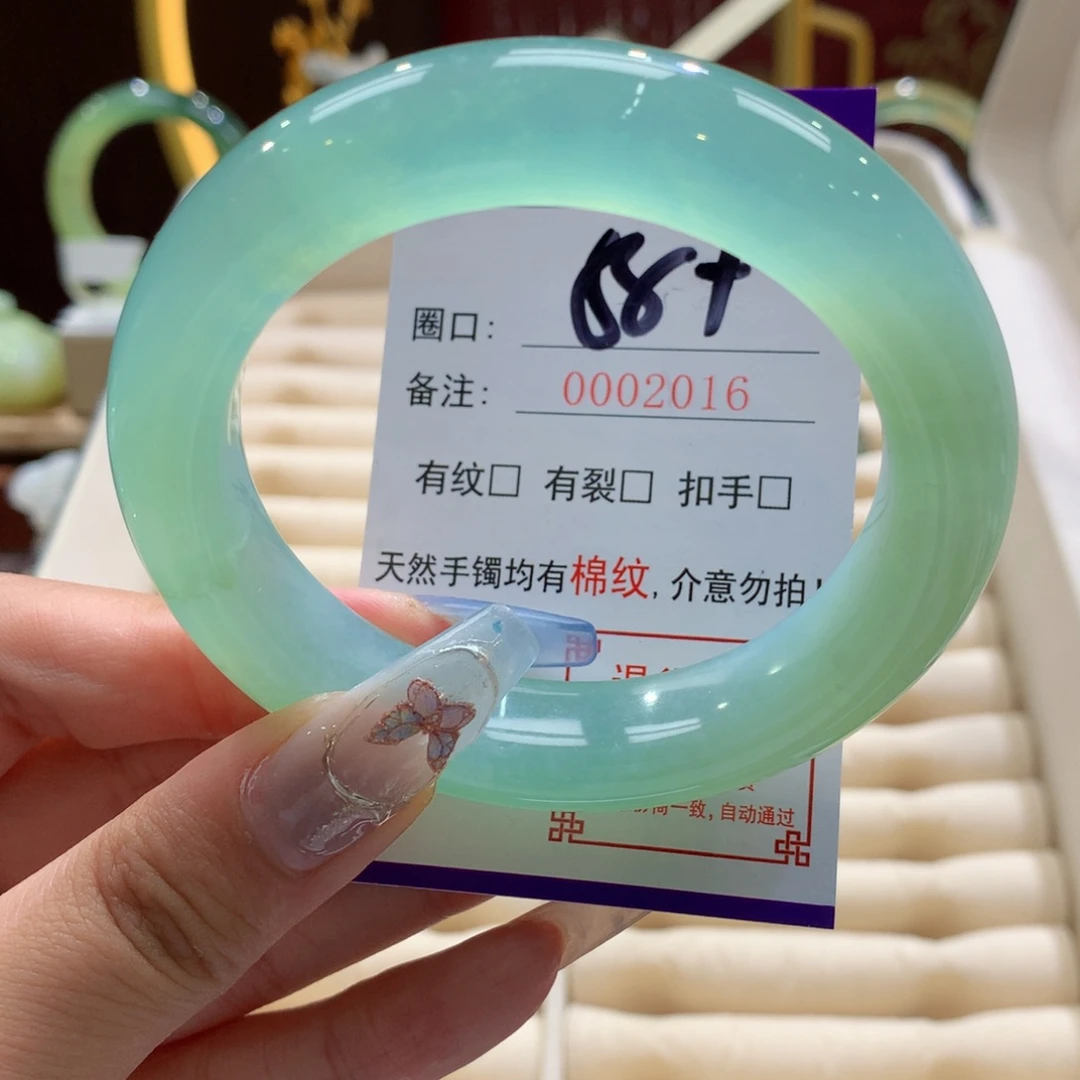 圈口: 58+
备注: 0002016
有纹□ 有裂□ 扣手□
天然手镯均有棉纹, 介意勿拍!
一致, 自动通过